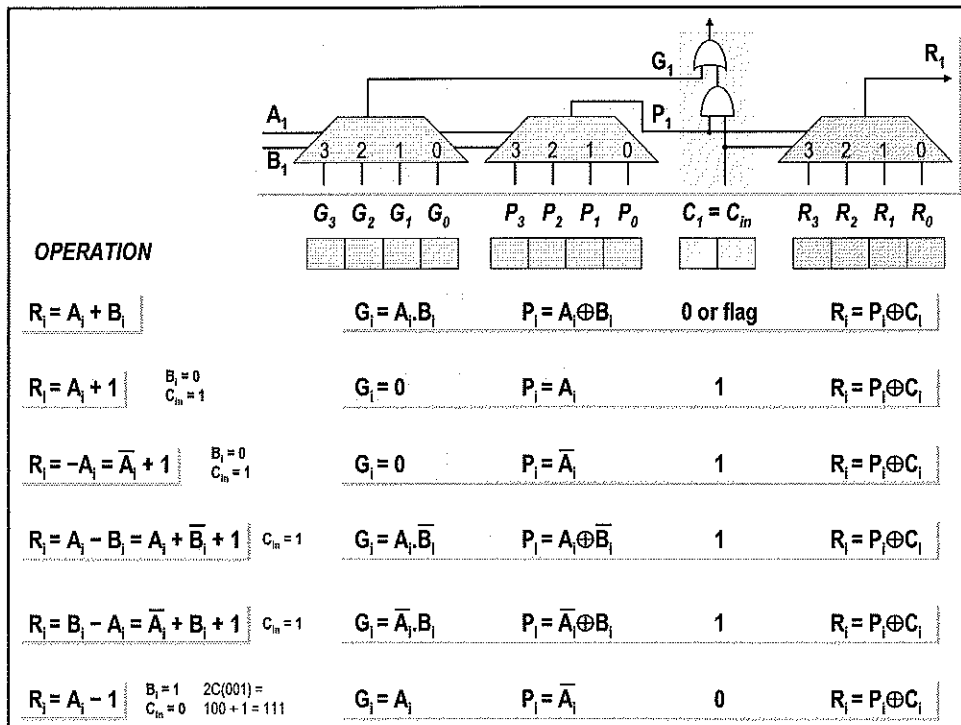 G₁
R₁
A₁
P₁
B₁
3 2 1 0
3 2 1 0
3 2 1 0
G₃ G₂ G₁ G₀
P₃ P₂ P₁ P₀
C₁ = Cᵢₙ
R₃ R₂ R₁ R₀
OPERATION
Rᵢ = Aᵢ + Bᵢ Gᵢ = Aᵢ.Bᵢ Pᵢ = Aᵢ⊕Bᵢ 0 or flag Rᵢ = Pᵢ⊕Cᵢ
Rᵢ = Aᵢ + 1 Bᵢ = 0 Cᵢₙ = 1 Gᵢ = 0 Pᵢ = Aᵢ 1 Rᵢ = Pᵢ⊕Cᵢ
Rᵢ = –Aᵢ = A̅ᵢ + 1 Bᵢ = 0 Cᵢₙ = 1 Gᵢ = 0 Pᵢ = A̅ᵢ 1 Rᵢ = Pᵢ⊕Cᵢ
Rᵢ = Aᵢ – Bᵢ = Aᵢ + B̅ᵢ + 1 Cᵢₙ = 1 Gᵢ = Aᵢ.B̅ᵢ Pᵢ = Aᵢ⊕B̅ᵢ 1 Rᵢ = Pᵢ⊕Cᵢ
Rᵢ = Bᵢ – Aᵢ = A̅ᵢ + Bᵢ + 1 Cᵢₙ = 1 Gᵢ = A̅ᵢ.Bᵢ Pᵢ = A̅ᵢ⊕Bᵢ 1 Rᵢ = Pᵢ⊕Cᵢ
Rᵢ = Aᵢ – 1 Bᵢ = 1 2C(001) = Cᵢₙ = 0 100 + 1 = 111 Gᵢ = Aᵢ Pᵢ = A̅ᵢ 0 Rᵢ = Pᵢ⊕Cᵢ